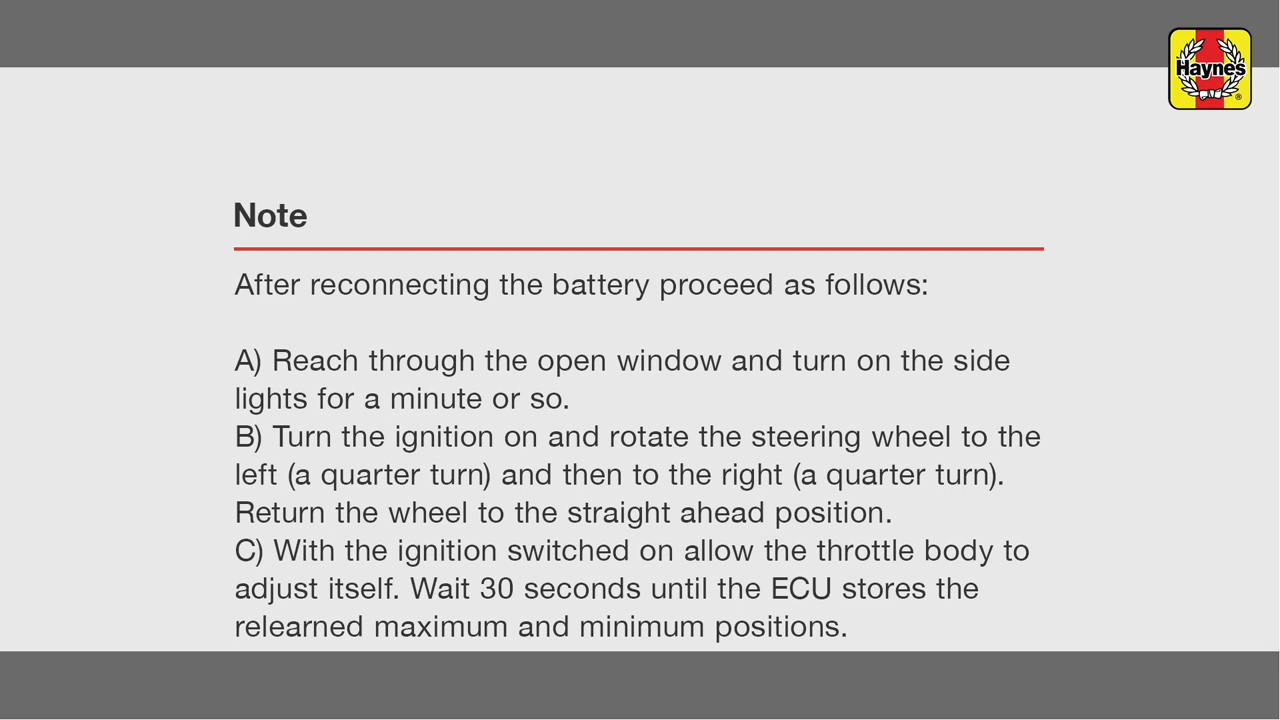 Haynes
®
Note
After reconnecting the battery proceed as follows:
A) Reach through the open window and turn on the side
lights for a minute or so.
B) Turn the ignition on and rotate the steering wheel to the
left (a quarter turn) and then to the right (a quarter turn).
Return the wheel to the straight ahead position.
C) With the ignition switched on allow the throttle body to
adjust itself. Wait 30 seconds until the ECU stores the
relearned maximum and minimum positions.